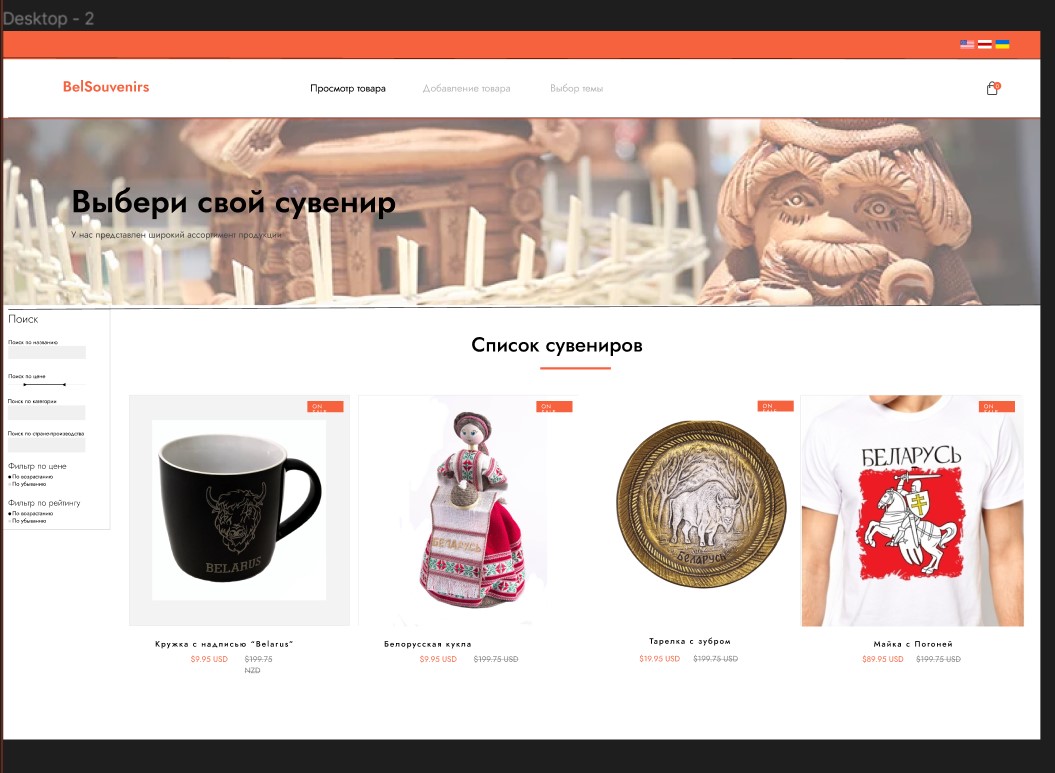 Desktop - 2
BelSouvenirs
Просмотр товара
Добавление товара
Выбор темы
0
Выбери свой сувенир
У нас представлен широкий ассортимент продукции
Поиск
Поиск по названию
Поиск по цене
Поиск по категории
Поиск по стране-производства
Фильтр по цене
По возрастанию
По убыванию
Фильтр по рейтингу
По возрастанию
По убыванию
Список сувениров
ON SALE
BELARUS
Кружка с надписью "Belarus"
$9.95 USD
$199.75
NZD
ON SALE
БЕЛАРУСЬ
Белорусская кукла
$9.95 USD
$199.75 USD
ON SALE
БЕЛАРУСЬ
Тарелка с зубром
$19.95 USD
$199.75 USD
ON SALE
БЕЛАРУСЬ
Майка с Погоней
$89.95 USD
$199.75 USD